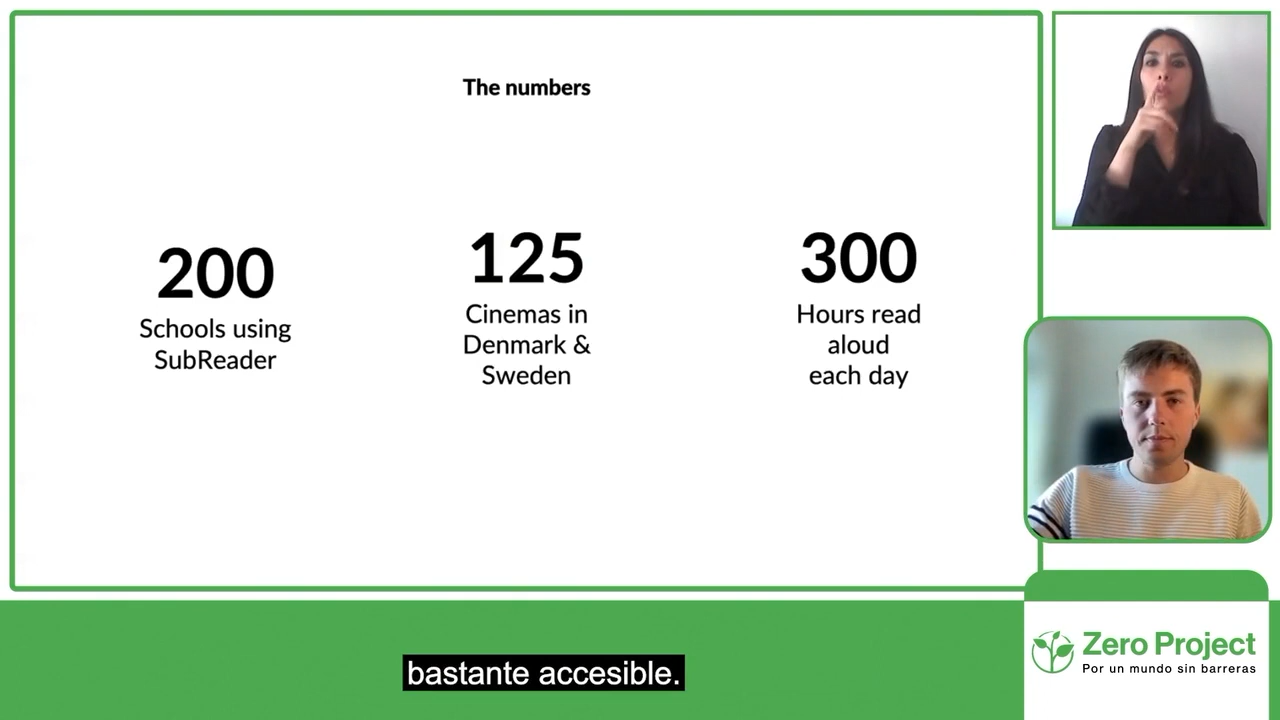 The numbers
200
Schools using
SubReader
125
Cinemas in
Denmark &
Sweden
300
Hours read
aloud
each day
bastante accesible.
Zero Project
Por un mundo sin barreras